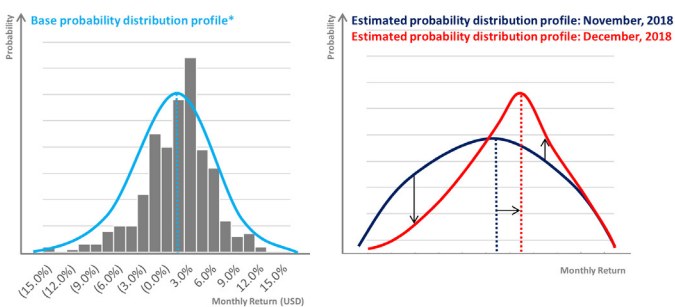 Base probability distribution profile*
Probability
(15.0%)
(12.0%)
(9.0%)
(6.0%)
(3.0%)
(0.0%)
3.0%
6.0%
9.0%
12.0%
15.0%
Monthly Return (USD)
Estimated probability distribution profile: November, 2018
Estimated probability distribution profile: December, 2018
Probability
Monthly Return